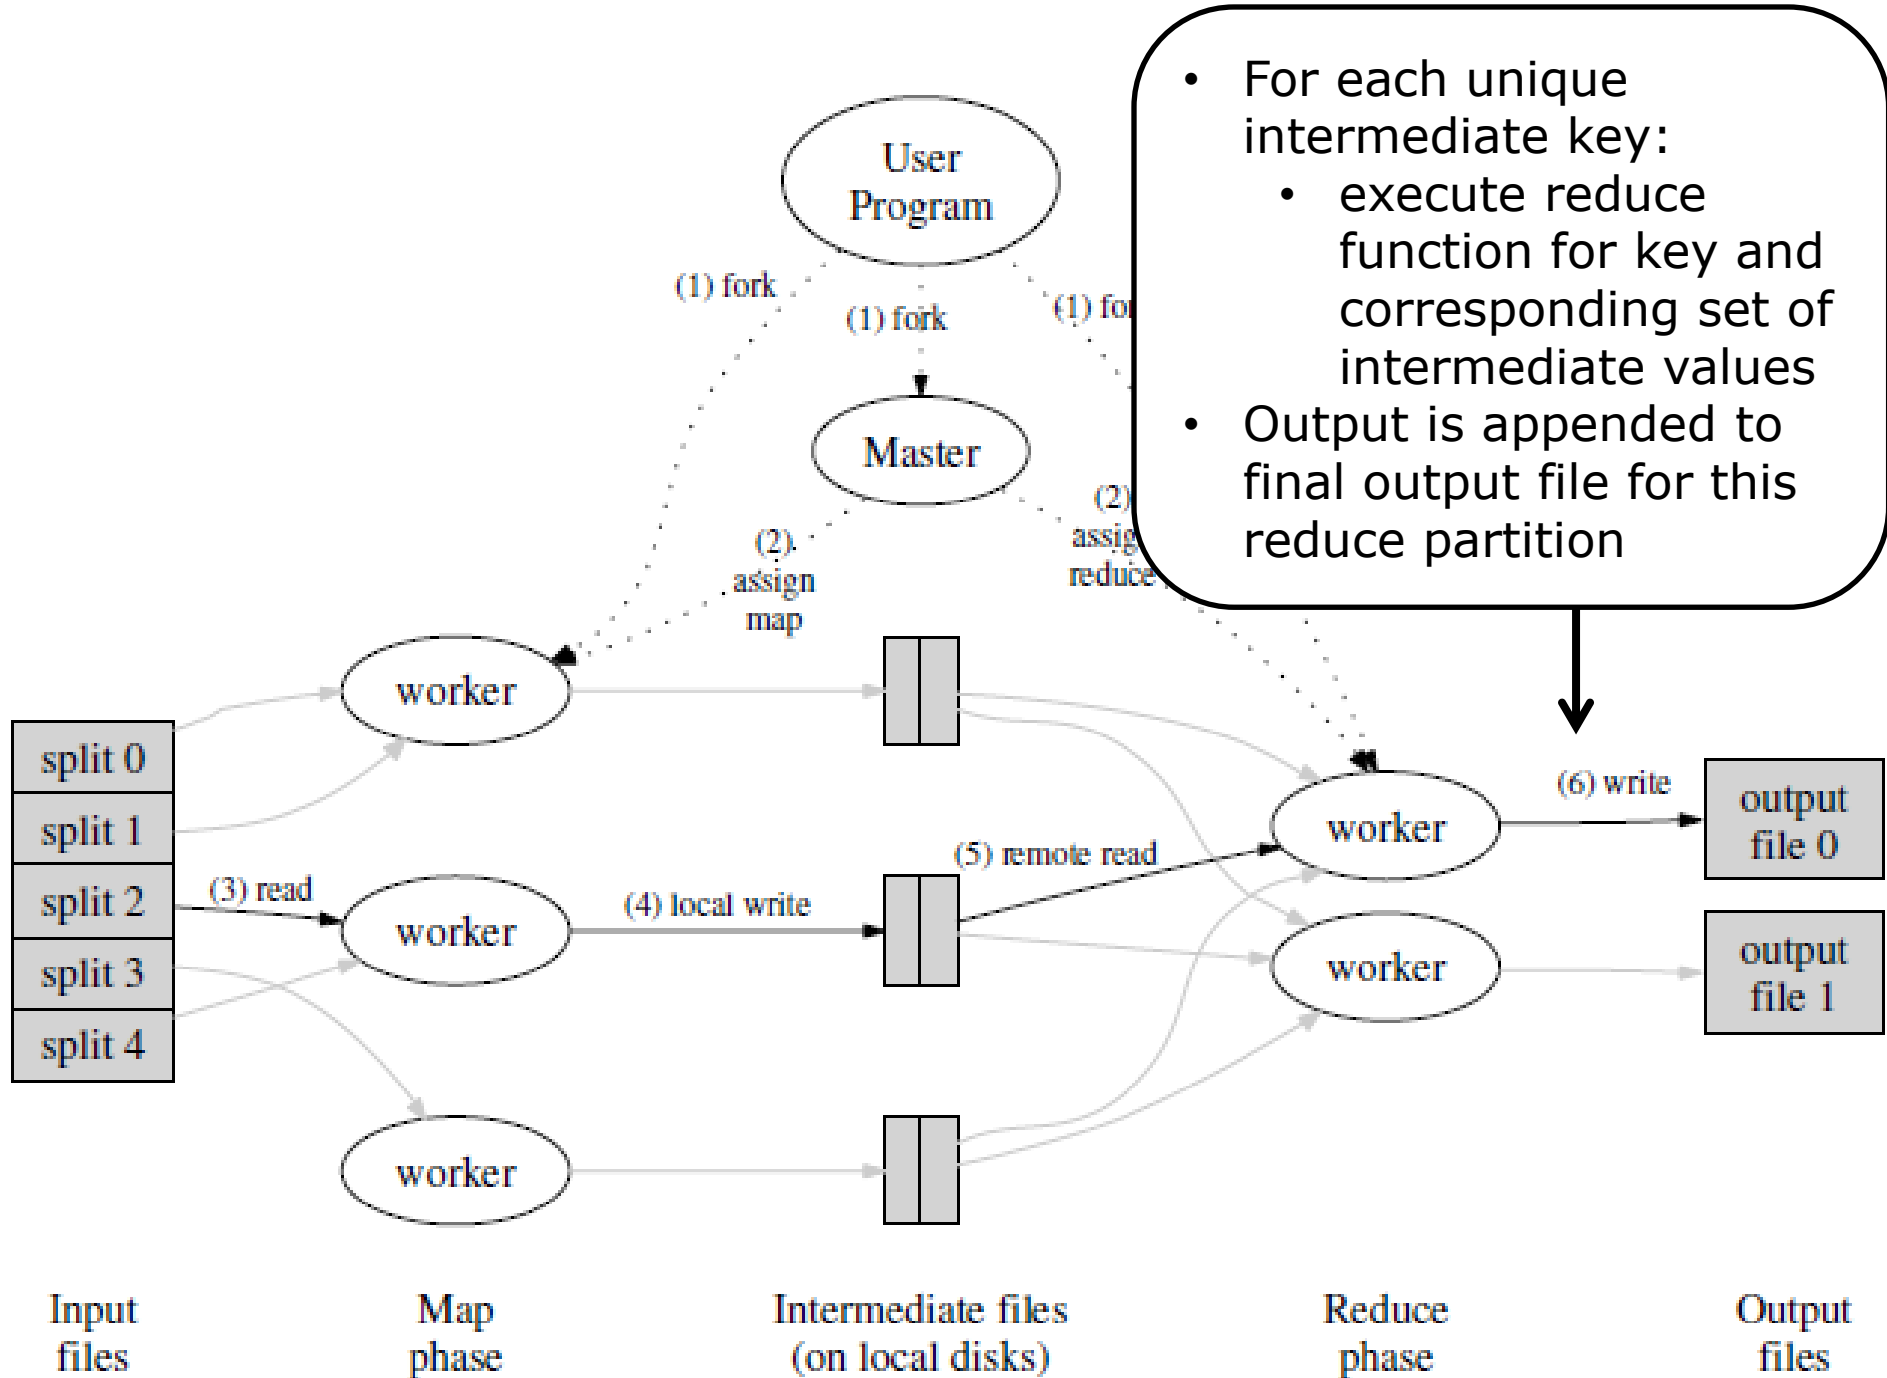 • For each unique
intermediate key:
• execute reduce
function for key and
corresponding set of
intermediate values
• Output is appended to
final output file for this
reduce partition
User
Program
(1) fork
(1) fork
(1) for
Master
(2)
assign
map
(2)
assig
reduce
worker
split 0
split 1
split 2
split 3
split 4
(3) read
worker
(4) local write
(5) remote read
worker
(6) write
output
file 0
worker
output
file 1
worker
Input
files
Map
phase
Intermediate files
(on local disks)
Reduce
phase
Output
files